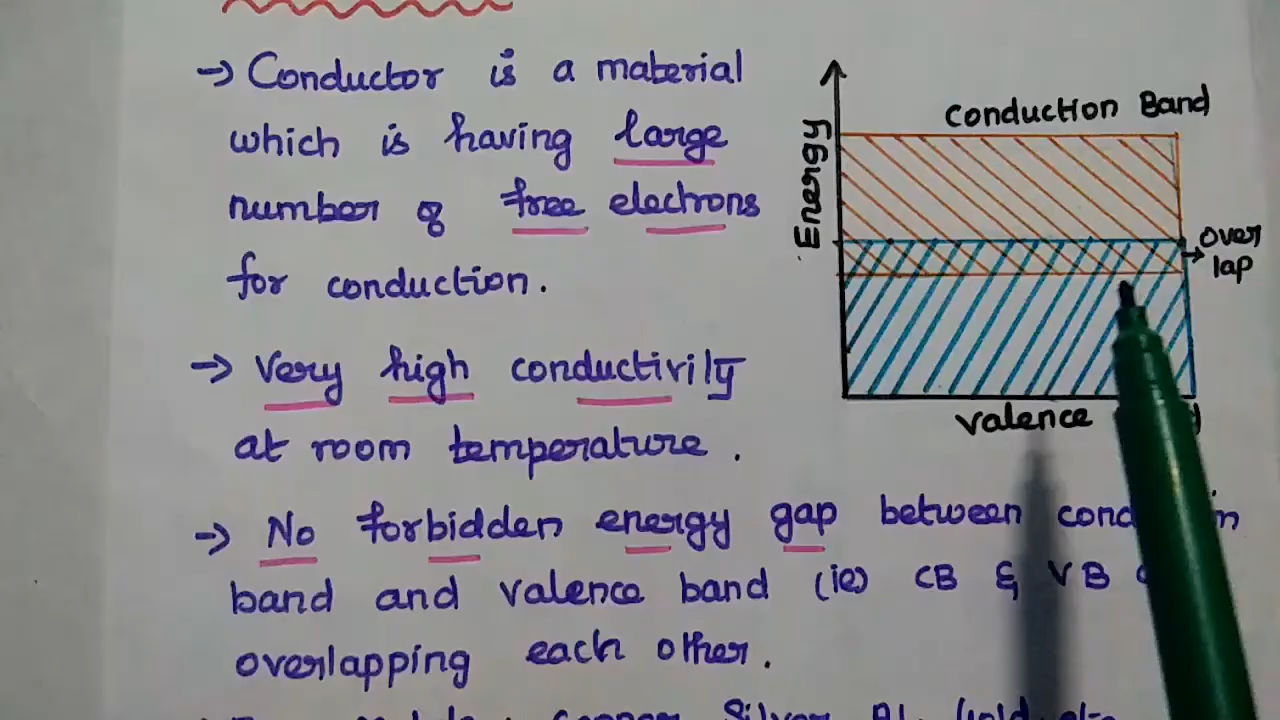 → Conductor is a material
which is having large
number of free electrons
for conduction.
→ Very high conductivity
at room temperature.
→ No forbidden energy gap between
band and valence band (ie) CB & VB
overlapping each other.
Silver
Conduction Band
Energy
Over
lap
Valence